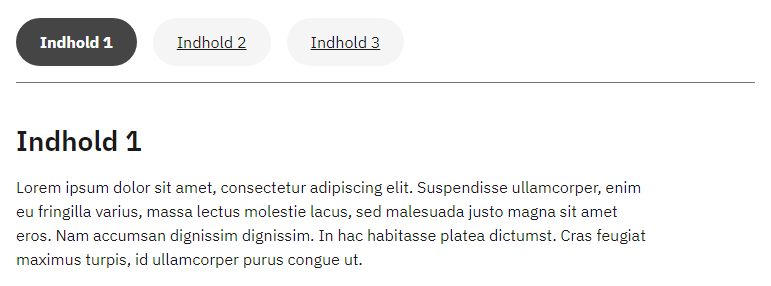 Indhold 1 Indhold 2 Indhold 3
Indhold 1
Lorem ipsum dolor sit amet, consectetur adipiscing elit. Suspendisse ullamcorper, enim
eu fringilla varius, massa lectus molestie lacus, sed malesuada justo magna sit amet
eros. Nam accumsan dignissim dignissim. In hac habitasse platea dictumst. Cras feugiat
maximus turpis, id ullamcorper purus congue ut.